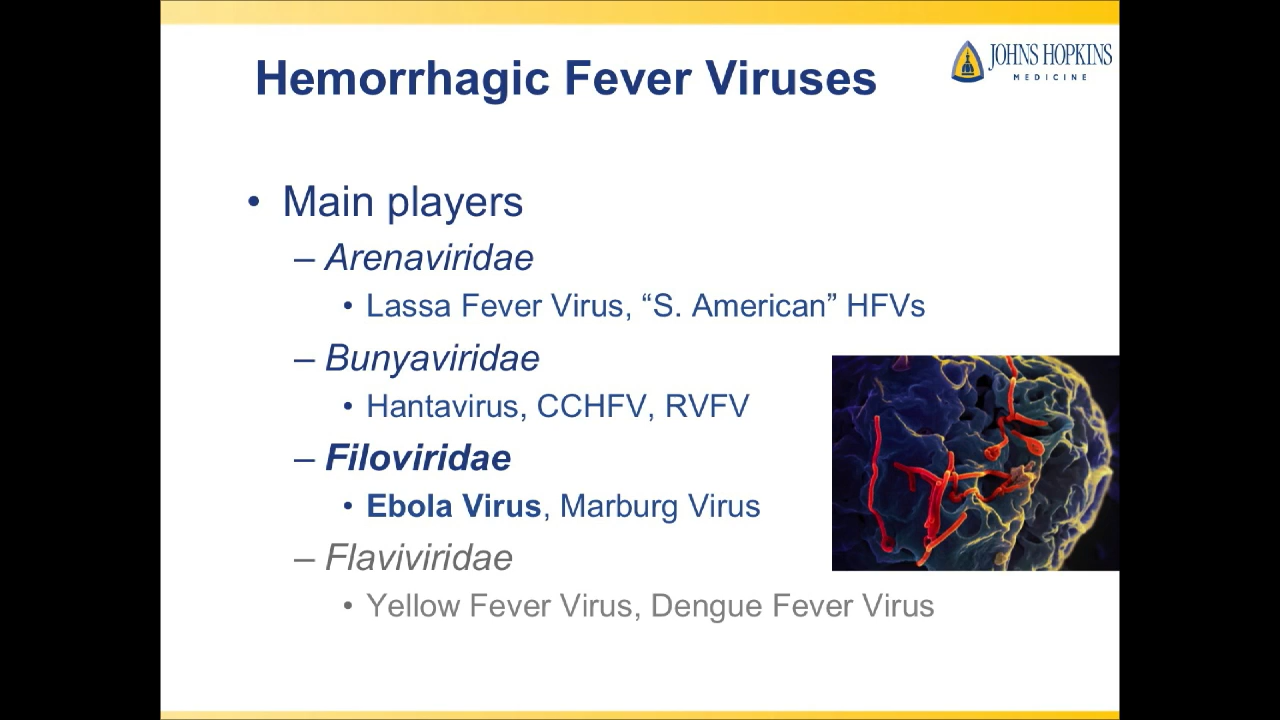 JOHNS HOPKINS
MEDICINE
Hemorrhagic Fever Viruses
• Main players
– Arenaviridae
• Lassa Fever Virus, “S. American” HFVs
– Bunyaviridae
• Hantavirus, CCHFV, RVFV
– Filoviridae
• Ebola Virus, Marburg Virus
– Flaviviridae
• Yellow Fever Virus, Dengue Fever Virus